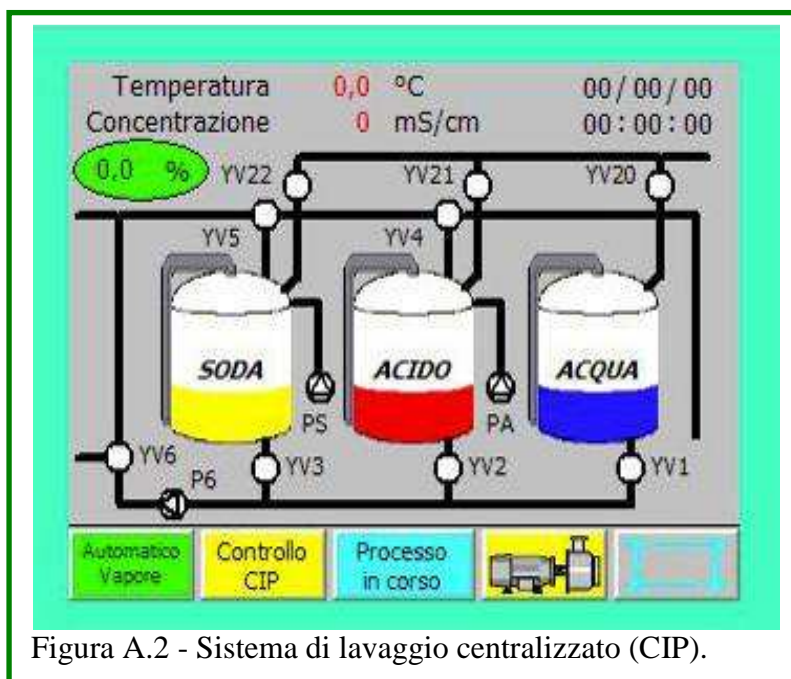 Temperatura 0,0 ºC 00/00/00
Concentrazione 0 mS/cm 00:00:00
0,0 % YV22 YV21 YV20
YV5 YV4
SODA ACIDO ACQUA
PS PA
YV6 YV3 YV2 YV1
P6
Automatico Controllo Processo
Vapore CIP in corso
Figura A.2 - Sistema di lavaggio centralizzato (CIP).